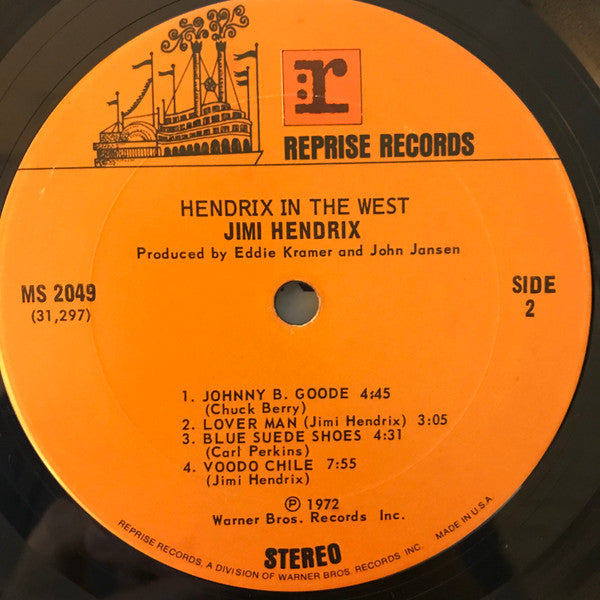 r
REPRISE RECORDS
HENDRIX IN THE WEST
JIMI HENDRIX
Produced by Eddie Kramer and John Jansen
MS 2049
(31,297)
SIDE
2
1. JOHNNY B. GOODE 4:45
(Chuck Berry)
2. LOVER MAN (Jimi Hendrix) 3:05
3. BLUE SUEDE SHOES 4:31
(Carl Perkins)
4. VOODO CHILE 7:55
(Jimi Hendrix)
℗ 1972
Warner Bros. Records Inc.
STEREO
REPRISE RECORDS, A DIVISION OF WARNER BROS. RECORDS, INC. MADE IN U.S.A.